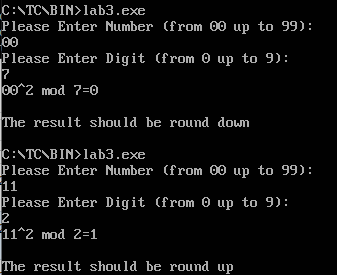 C:\TC\BIN>lab3.exe
Please Enter Number (from 00 up to 99):
00
Please Enter Digit (from 0 up to 9):
7
00^2 mod 7=0
The result should be round down
C:\TC\BIN>lab3.exe
Please Enter Number (from 00 up to 99):
11
Please Enter Digit (from 0 up to 9):
2
11^2 mod 2=1
The result should be round up